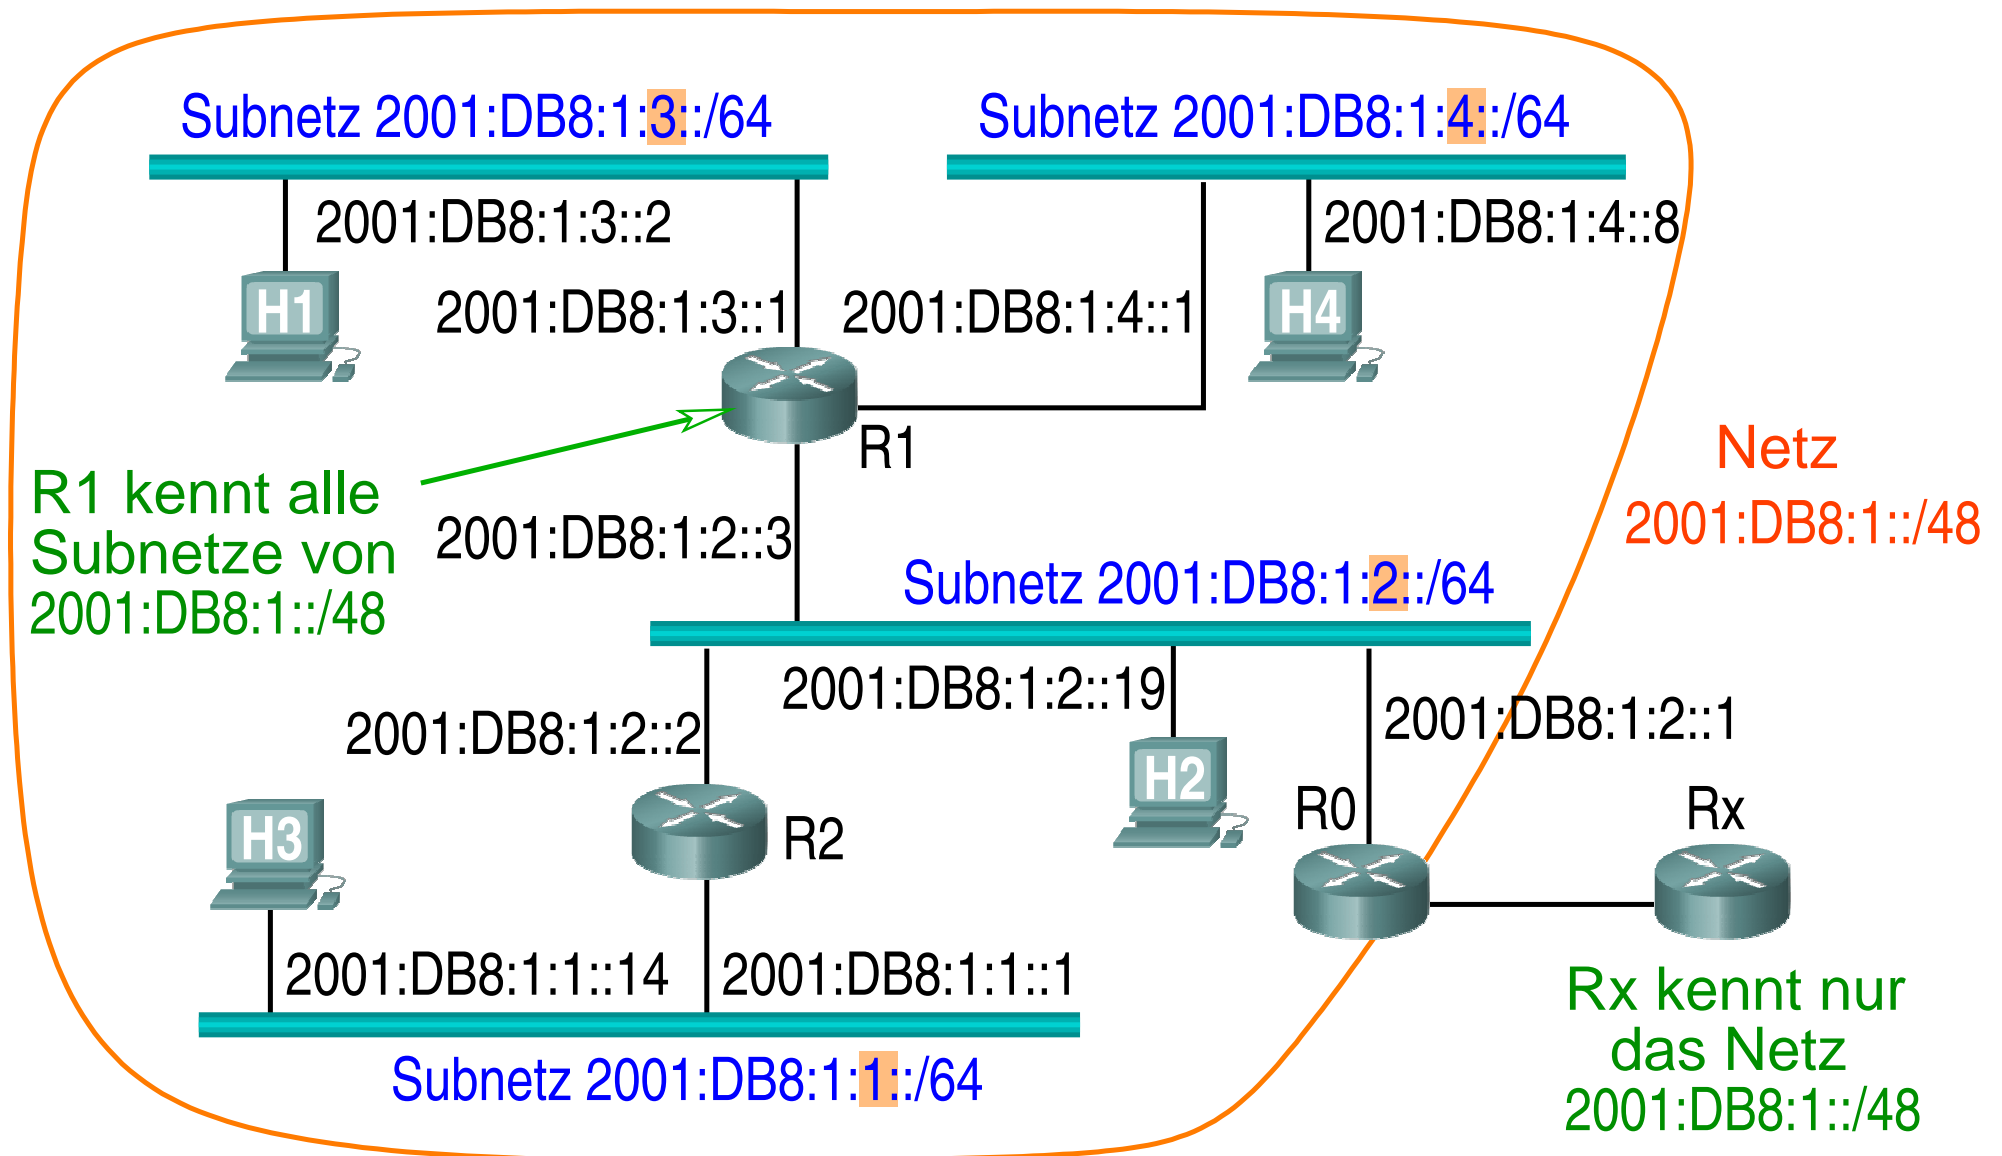 Subnetz 2001:DB8:1:3::/64
Subnetz 2001:DB8:1:4::/64
2001:DB8:1:3::2
2001:DB8:1:4::8
H1
2001:DB8:1:3::1
2001:DB8:1:4::1
H4
R1
Netz
2001:DB8:1::/48
R1 kennt alle
Subnetze von
2001:DB8:1::/48
2001:DB8:1:2::3
Subnetz 2001:DB8:1:2::/64
2001:DB8:1:2::19
2001:DB8:1:2::1
2001:DB8:1:2::2
H2
R0
Rx
H3
R2
2001:DB8:1:1::14
2001:DB8:1:1::1
Subnetz 2001:DB8:1:1::/64
Rx kennt nur
das Netz
2001:DB8:1::/48